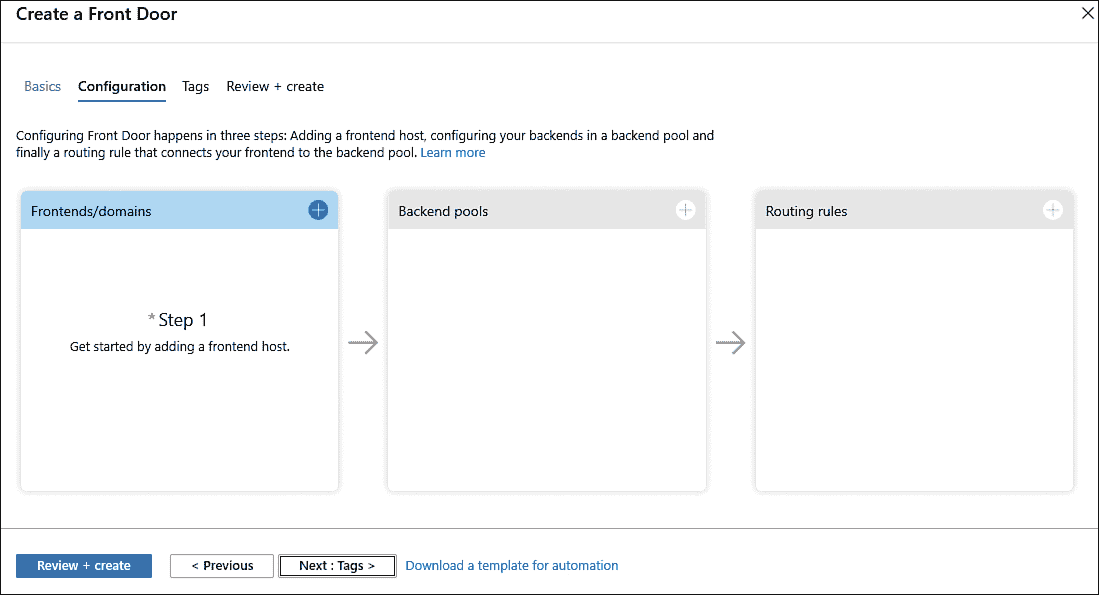 Create a Front Door
Basics Configuration Tags Review + create
Configuring Front Door happens in three steps: Adding a frontend host, configuring your backends in a backend pool and
finally a routing rule that connects your frontend to the backend pool. Learn more
Frontends/domains
Backend pools
Routing rules
* Step 1
Get started by adding a frontend host.
Review + create
< Previous
Next : Tags >
Download a template for automation